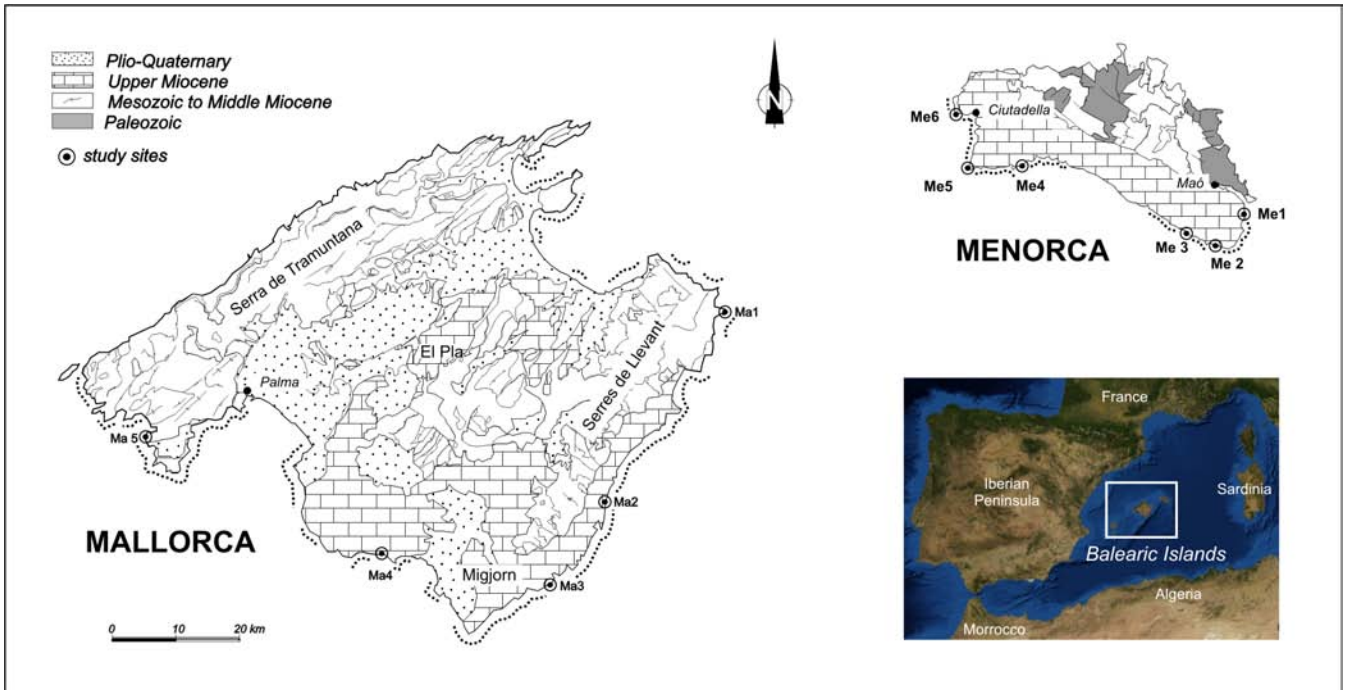 Plio-Quaternary
Upper Miocene
Mesozoic to Middle Miocene
Paleozoic
study sites
N
Serra de Tramuntana
El Pla
Serres de Llevant
Palma
Migjorn
Ma1
Ma2
Ma3
Ma4
Ma 5
MALLORCA
0 10 20 km
Ciutadella
Maó
Me6
Me5
Me4
Me1
Me 3
Me 2
MENORCA
France
Iberian
Peninsula
Sardinia
Balearic Islands
Algeria
Morrocco